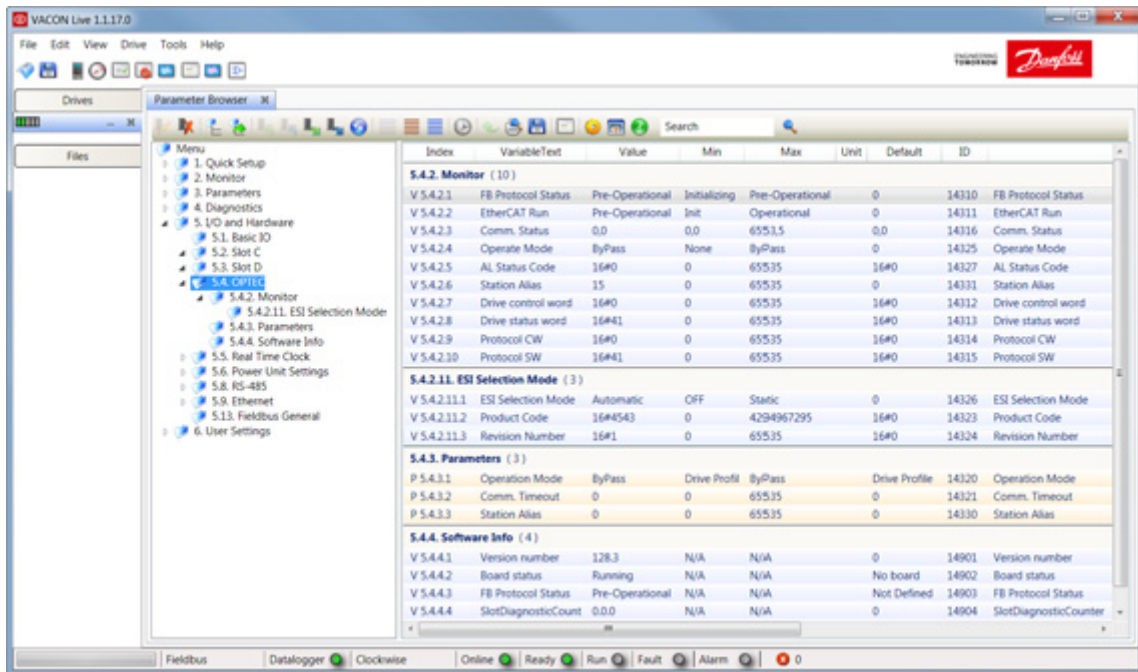 VACON Live 1.1.17.0
File Edit View Drive Tools Help
ENGINEERING
TOMORROW
Danfoss
Drives
Parameter Browser
Search
Files
Menu
1. Quick Setup
2. Monitor
3. Parameters
4. Diagnostics
5. I/O and Hardware
5.1. Basic IO
5.2. Slot C
5.3. Slot D
5.4. OPTEC
5.4.2. Monitor
5.4.2.11. ESI Selection Mode
5.4.3. Parameters
5.4.4. Software Info
5.5. Real Time Clock
5.6. Power Unit Settings
5.8. RS-485
5.9. Ethernet
5.13. Fieldbus General
6. User Settings
Index VariableText Value Min Max Unit Default ID
5.4.2. Monitor (10)
V 5.4.2.1 FB Protocol Status Pre-Operational Initializing Pre-Operational 0 14310 FB Protocol Status
V 5.4.2.2 EtherCAT Run Pre-Operational Init Operational 0 14311 EtherCAT Run
V 5.4.2.3 Comm. Status 0,0 0,0 6553,5 0,0 14316 Comm. Status
V 5.4.2.4 Operate Mode ByPass None ByPass 0 14325 Operate Mode
V 5.4.2.5 AL Status Code 16#0 0 65535 16#0 14327 AL Status Code
V 5.4.2.6 Station Alias 15 0 65535 0 14331 Station Alias
V 5.4.2.7 Drive control word 16#0 0 65535 16#0 14312 Drive control word
V 5.4.2.8 Drive status word 16#41 0 65535 16#0 14313 Drive status word
V 5.4.2.9 Protocol CW 16#0 0 65535 16#0 14314 Protocol CW
V 5.4.2.10 Protocol SW 16#41 0 65535 16#0 14315 Protocol SW
5.4.2.11. ESI Selection Mode (3)
V 5.4.2.11.1 ESI Selection Mode Automatic OFF Static 0 14326 ESI Selection Mode
V 5.4.2.11.2 Product Code 16#4543 0 4294967295 16#0 14323 Product Code
V 5.4.2.11.3 Revision Number 16#1 0 65535 16#0 14324 Revision Number
5.4.3. Parameters (3)
P 5.4.3.1 Operation Mode ByPass Drive Profil ByPass Drive Profile 14320 Operation Mode
P 5.4.3.2 Comm. Timeout 0 0 65535 0 14321 Comm. Timeout
P 5.4.3.3 Station Alias 0 0 65535 0 14330 Station Alias
5.4.4. Software Info (4)
V 5.4.4.1 Version number 128.3 N/A N/A 0 14901 Version number
V 5.4.4.2 Board status Running N/A N/A No board 14902 Board status
V 5.4.4.3 FB Protocol Status Pre-Operational N/A N/A Not Defined 14903 FB Protocol Status
V 5.4.4.4 SlotDiagnosticCount 0.0.0 N/A N/A 0 14904 SlotDiagnosticCounter
Fieldbus Datalogger Clockwise Online Ready Run Fault Alarm 0